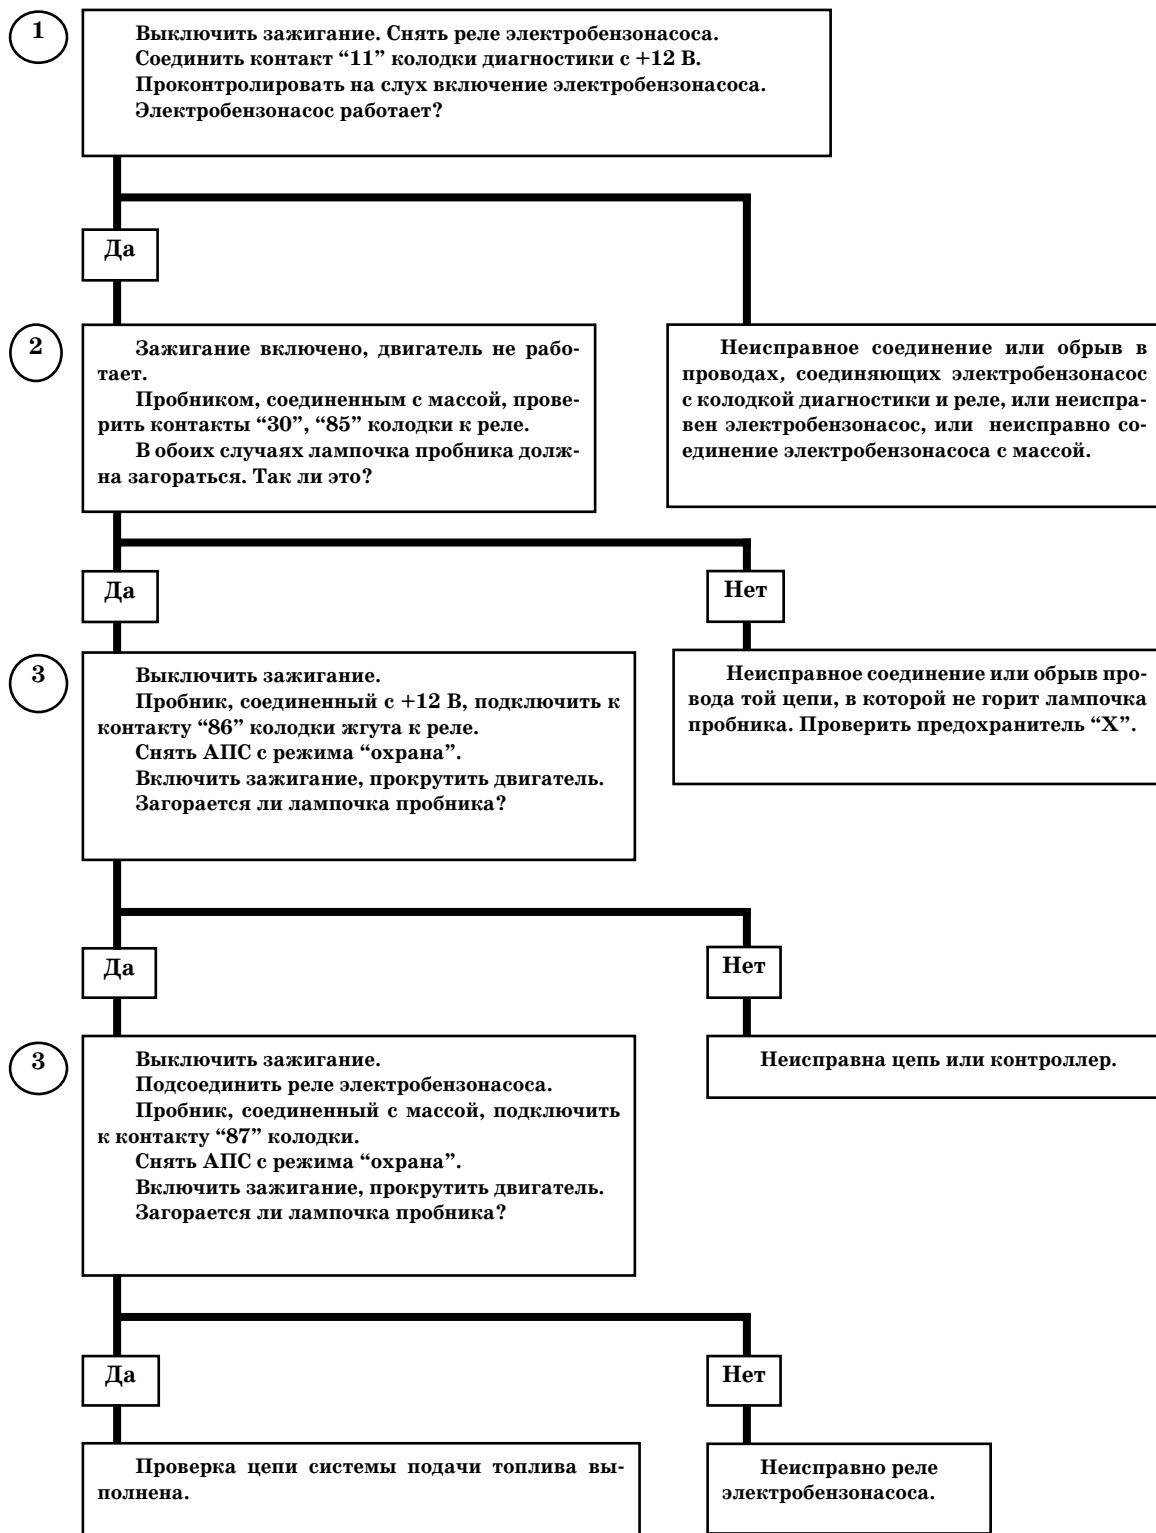 1
Выключить зажигание. Снять реле электробензонасоса.
Соединить контакт “11” колодки диагностики с +12 В.
Проконтролировать на слух включение электробензонасоса.
Электробензонасос работает?
Да
2
Зажигание включено, двигатель не рабо-
тает.
Пробником, соединенным с массой, прове-
рить контакты “30”, “85” колодки к реле.
В обоих случаях лампочка пробника долж-
на загораться. Так ли это?
Неисправное соединение или обрыв в
проводах, соединяющих электробензонасос
с колодкой диагностики и реле, или неиспра-
вен электробензонасос, или неисправно со-
единение электробензонасоса с массой.
Да
Нет
3
Выключить зажигание.
Пробник, соединенный с +12 В, подключить к
контакту “86” колодки жгута к реле.
Снять АПС с режима “охрана”.
Включить зажигание, прокрутить двигатель.
Загорается ли лампочка пробника?
Неисправное соединение или обрыв про-
вода той цепи, в которой не горит лампочка
пробника. Проверить предохранитель “X”.
Да
Нет
3
Выключить зажигание.
Подсоединить реле электробензонасоса.
Пробник, соединенный с массой, подключить
к контакту “87” колодки.
Снять АПС с режима “охрана”.
Включить зажигание, прокрутить двигатель.
Загорается ли лампочка пробника?
Неисправна цепь или контроллер.
Да
Нет
Проверка цепи системы подачи топлива вы-
полнена.
Неисправно реле
электробензонасоса.